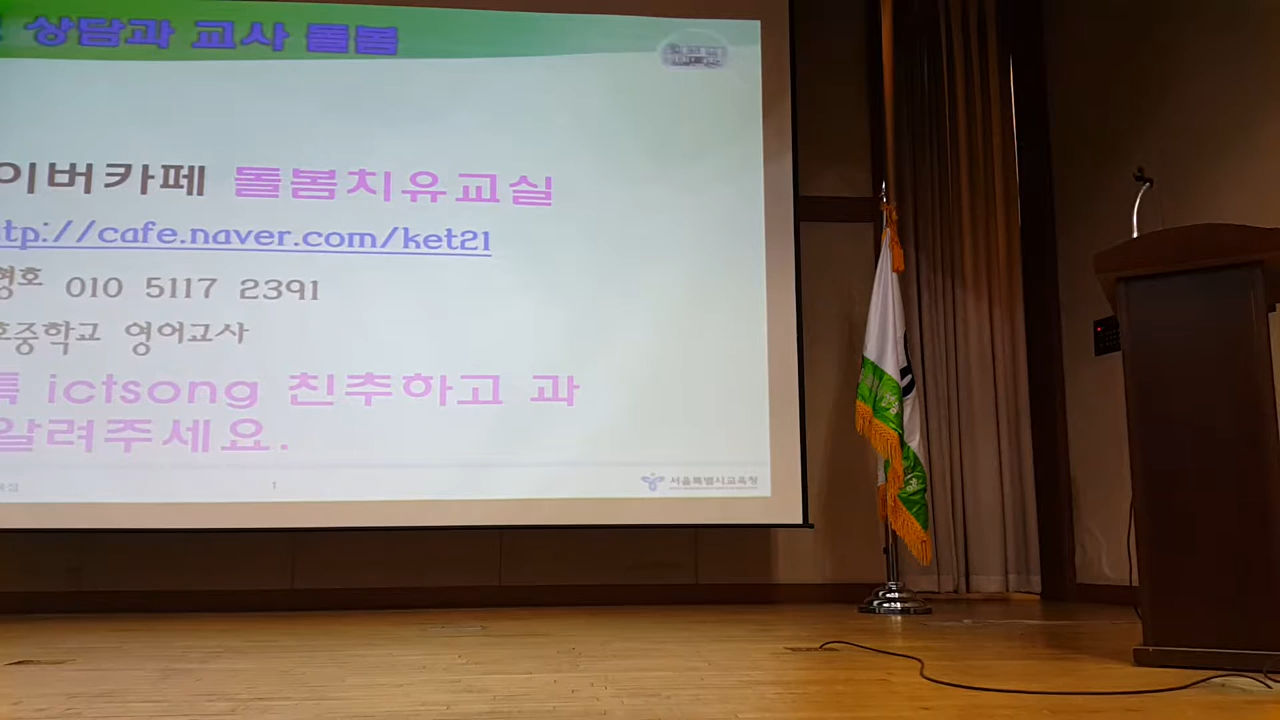 상담과 교사 돌봄
이버카페 돌봄치유교실
tp://cafe.naver.com/ket21
형호 010 5117 2391
호중학교 영어교사
톡 ictsong 친추하고 과
알려주세요.
1
서울특별시교육청